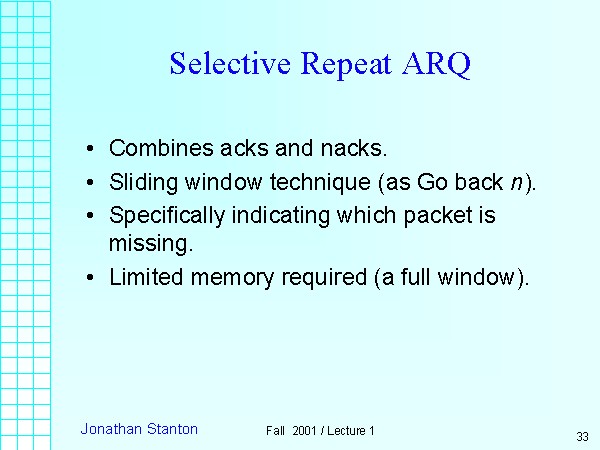 Selective Repeat ARQ
• Combines acks and nacks.
• Sliding window technique (as Go back n).
• Specifically indicating which packet is
missing.
• Limited memory required (a full window).
Jonathan Stanton
Fall 2001 / Lecture 1
33